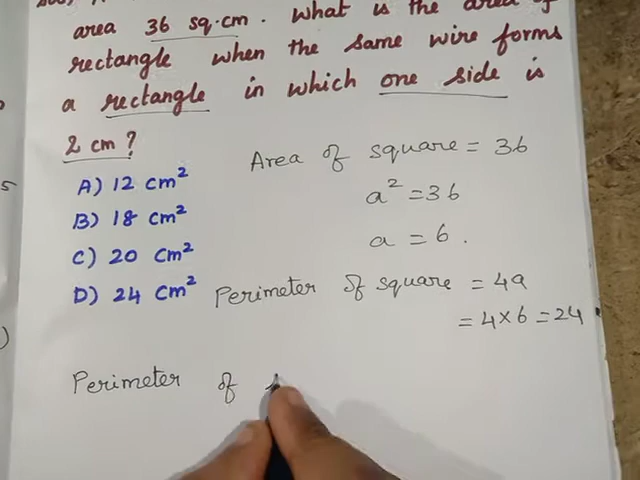 area 36 sq.cm. What is the area of
rectangle when the same wire forms
a rectangle in which one side is
2 cm?
A) 12 cm²
B) 18 cm²
C) 20 cm²
D) 24 cm²
Area of square = 36
a² = 36
a = 6.
Perimeter of square = 4a
= 4×6 = 24
Perimeter of